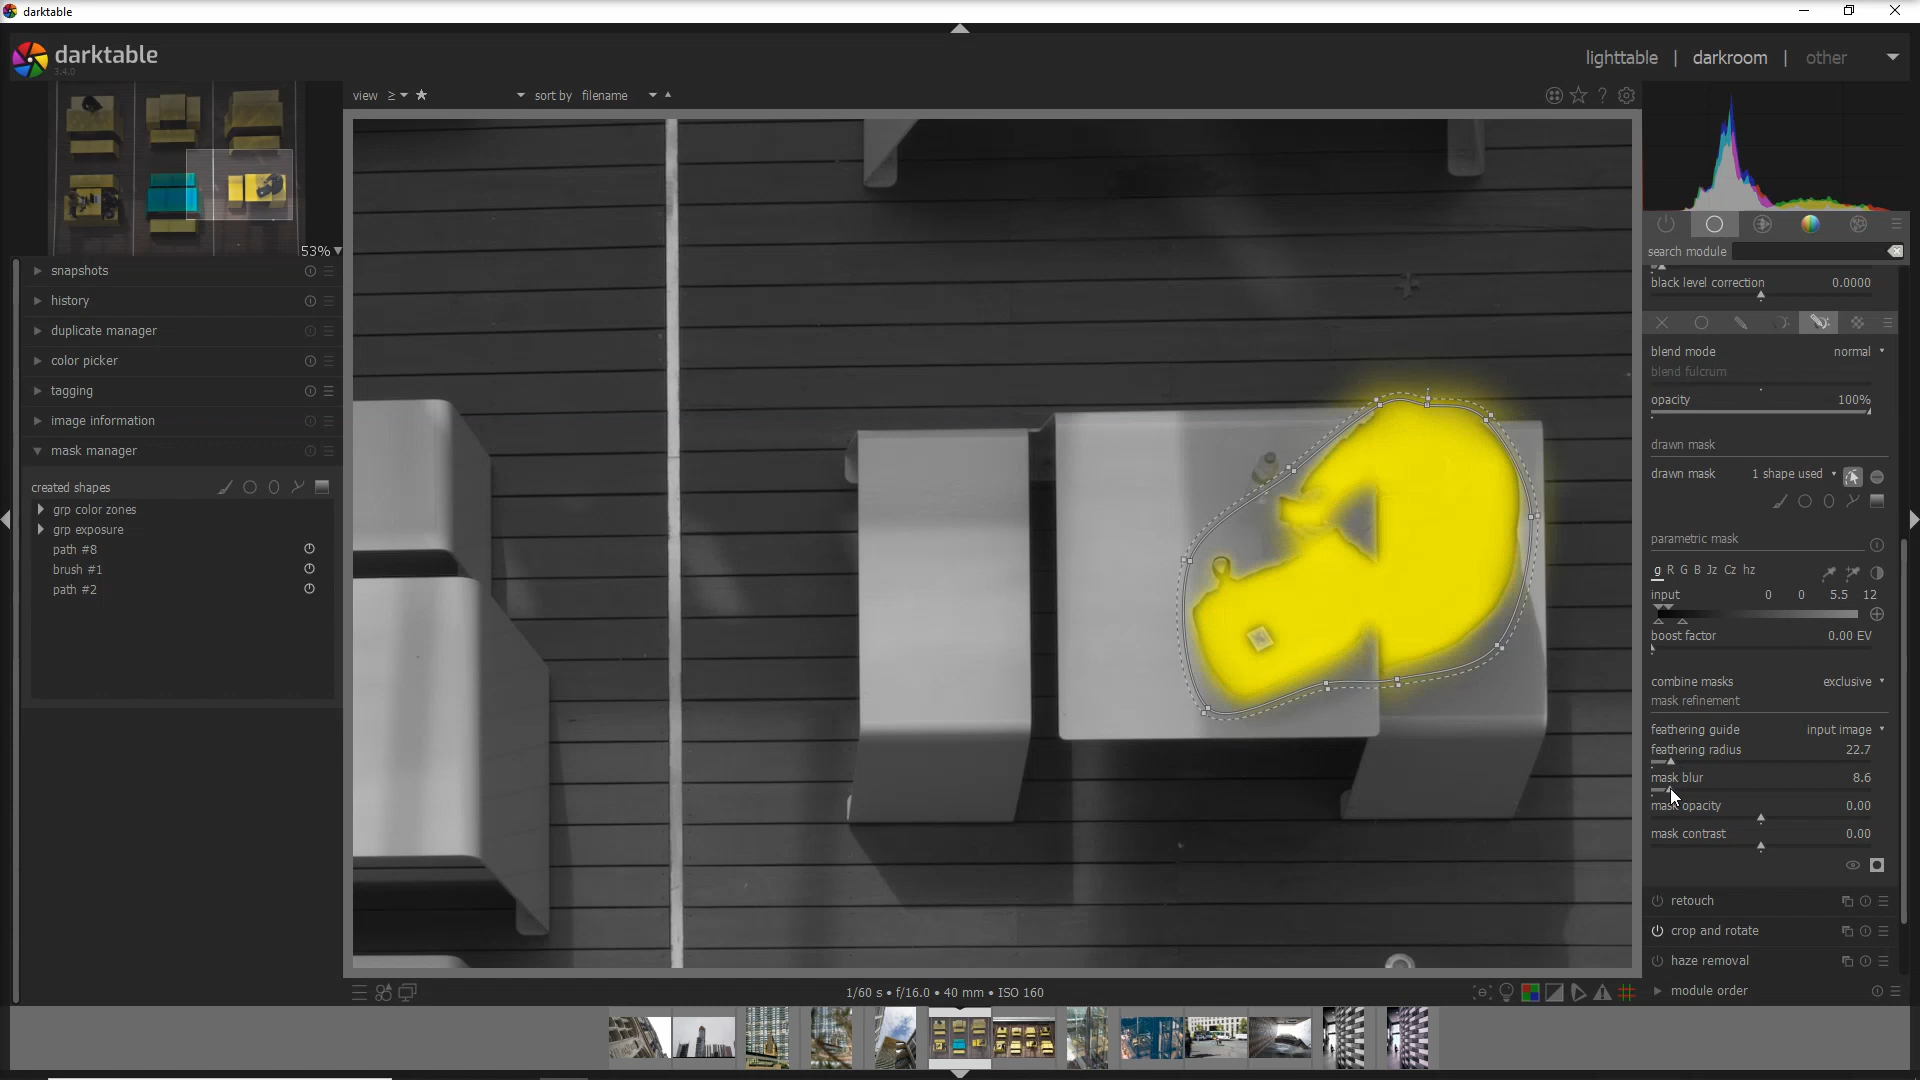 darktable
darktable
3.4.0
lighttable | darkroom | other
view ≥ ★ sort by filename
?
53%
search module
snapshots
history
duplicate manager
color picker
tagging
image information
mask manager
created shapes
grp color zones
grp exposure
path #8
brush #1
path #2
black level correction 0.0000
blend mode normal
blend fulcrum
opacity 100%
drawn mask
drawn mask 1 shape used
parametric mask
g R G B Jz Cz hz
input 0 0 5.5 12
boost factor 0.00 EV
combine masks exclusive
mask refinement
feathering guide input image
feathering radius 22.7
mask blur 8.6
mask opacity 0.00
mask contrast 0.00
retouch
crop and rotate
haze removal
module order
1/60 s • f/16.0 • 40 mm • ISO 160